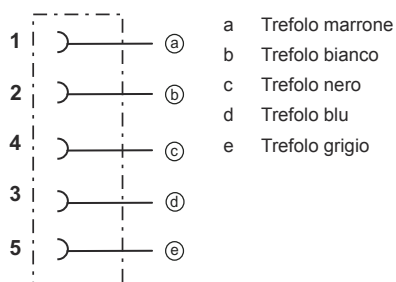 1 a
2 b
4 c
3 d
5 e
a Trefolo marrone
b Trefolo bianco
c Trefolo nero
d Trefolo blu
e Trefolo grigio